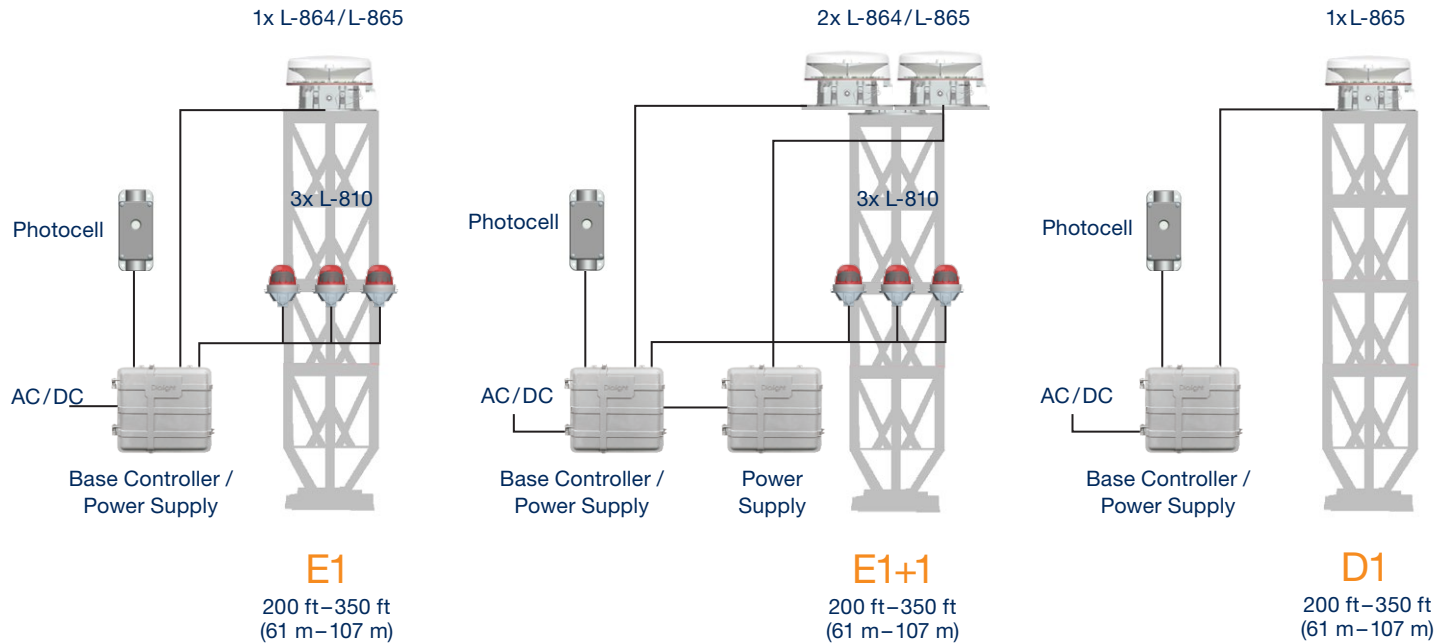 1x L-864/L-865
3x L-810
Photocell
AC/DC
Base Controller /
Power Supply
E1
200 ft–350 ft
(61 m–107 m)
2x L-864/L-865
3x L-810
Photocell
AC/DC
Base Controller /
Power Supply
Power
Supply
E1+1
200 ft–350 ft
(61 m–107 m)
1x L-865
Photocell
AC/DC
Base Controller /
Power Supply
D1
200 ft–350 ft
(61 m–107 m)